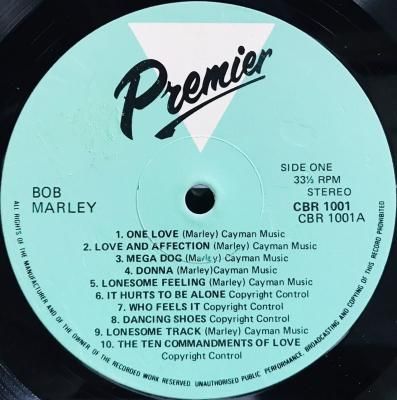 Premier
SIDE ONE
33⅓ RPM
STEREO
CBR 1001
CBR 1001A
BOB
MARLEY
1. ONE LOVE (Marley) Cayman Music
2. LOVE AND AFFECTION (Marley) Cayman Music
3. MEGA DOG (Marley) Cayman Music
4. DONNA(Marley)Cayman Music
5. LONESOME FEELING (Marley) Cayman Music
6. IT HURTS TO BE ALONE Copyright Control
7. WHO FEELS IT Copyright Control
8. DANCING SHOES Copyright Control
9. LONESOME TRACK (Marley) Cayman Music
10. THE TEN COMMANDMENTS OF LOVE
Copyright Control
ALL RIGHTS OF THE MANUFACTURER AND OF THE OWNER OF THE RECORDED WORK RESERVED. UNAUTHORISED PUBLIC PERFORMANCE, BROADCASTING AND COPYING OF THIS RECORD PROHIBITED